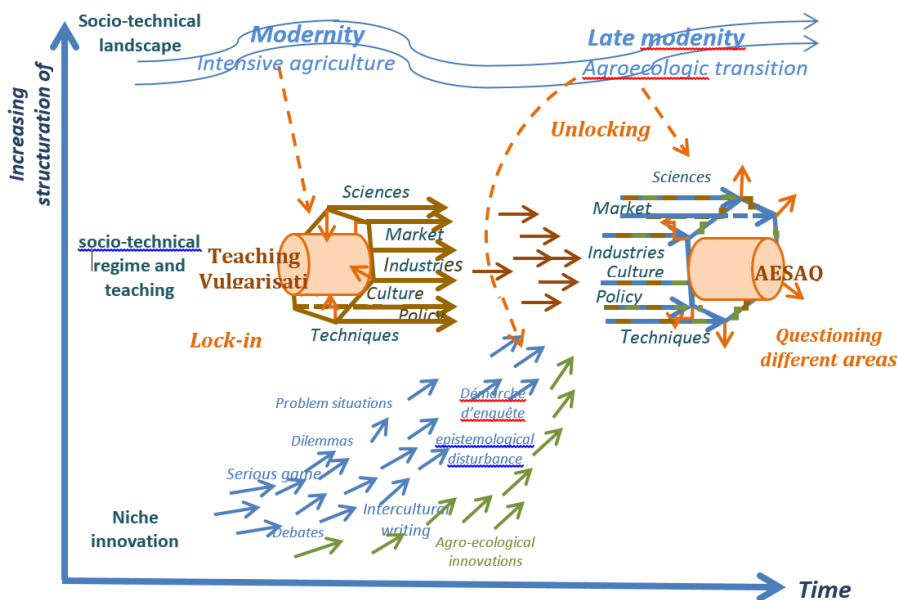 Socio-technical
landscape
Modernity
Intensive agriculture
Late modenity
Agroecologic transition
Increasing
structuration of
Unlocking
Sciences
Market
Industries
Culture
Policy
Techniques
socio-technical
regime and
teaching
Teaching
Vulgarisati
Lock-in
Sciences
Market
Industries
Culture
Policy
Techniques
AESAO
Questioning
different areas
Problem situations
Démarche
d'enquête
Dilemmas
epistemological
disturbance
Serious game
Niche
innovation
Debates
Intercultural
writing
Agro-ecological
innovations
Time